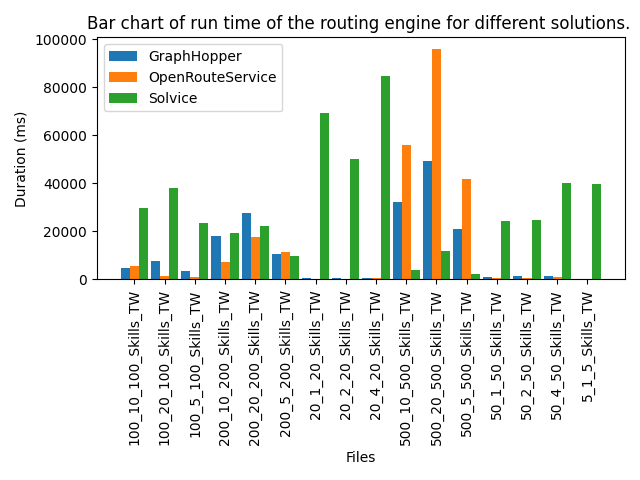 Bar chart of run time of the routing engine for different solutions.
GraphHopper
OpenRouteService
Solvice
Duration (ms)
100000
80000
60000
40000
20000
0
100_10_100_Skills_TW
100_20_100_Skills_TW
100_5_100_Skills_TW
200_10_200_Skills_TW
200_20_200_Skills_TW
200_5_200_Skills_TW
20_1_20_Skills_TW
20_2_20_Skills_TW
20_4_20_Skills_TW
500_10_500_Skills_TW
500_20_500_Skills_TW
500_5_500_Skills_TW
50_1_50_Skills_TW
50_2_50_Skills_TW
50_4_50_Skills_TW
5_1_5_Skills_TW
Files